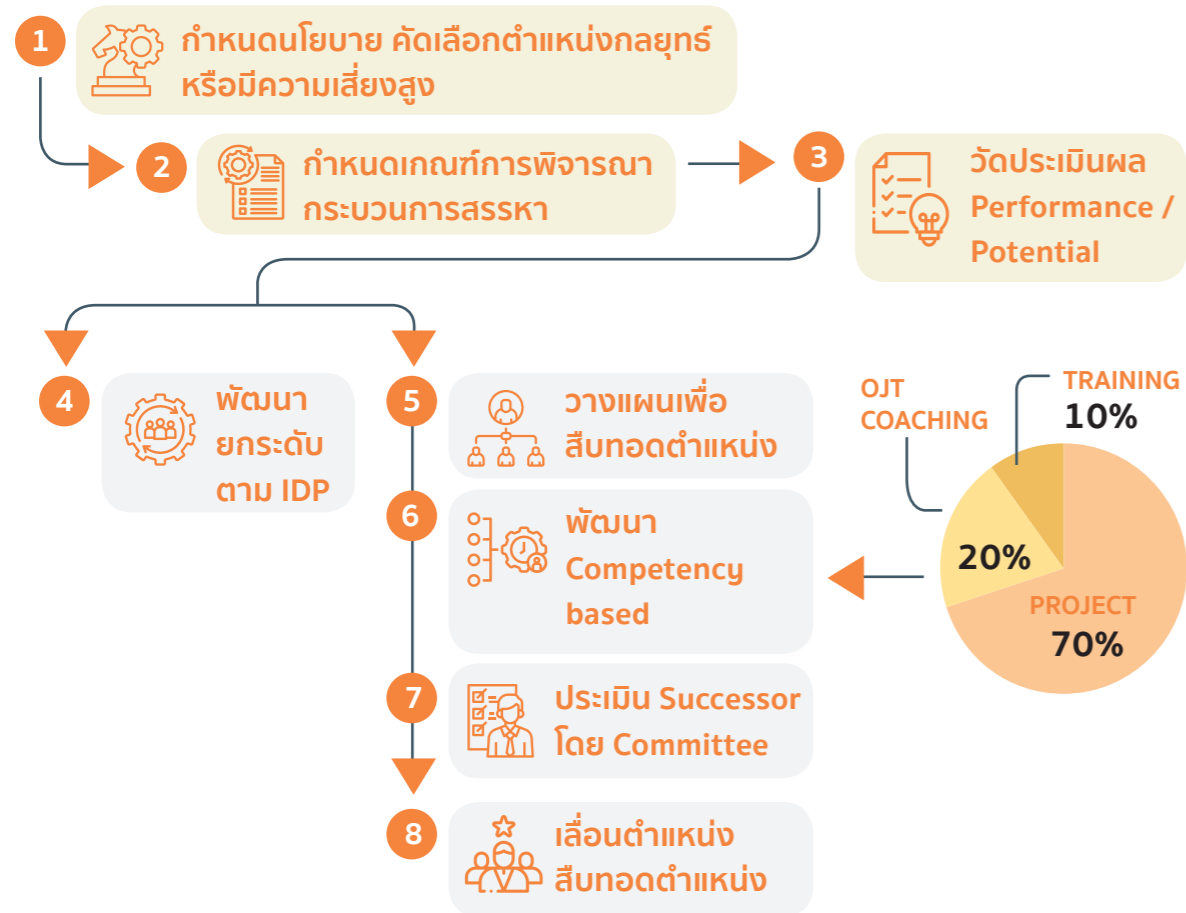 1
กำหนดนโยบาย คัดเลือกตำแหน่งกลยุทธ์
หรือมีความเสี่ยงสูง
2
กำหนดเกณฑ์การพิจารณา
กระบวนการสรรหา
3
วัดประเมินผล
Performance /
Potential
4
พัฒนา
ยกระดับ
ตาม IDP
5
วางแผนเพื่อ
สืบทอดตำแหน่ง
6
พัฒนา
Competency
based
OJT
COACHING
20%
TRAINING
10%
PROJECT
70%
7
ประเมิน Successor
โดย Committee
8
เลื่อนตำแหน่ง
สืบทอดตำแหน่ง